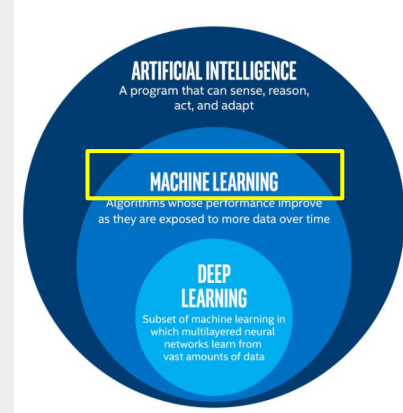 ARTIFICIAL INTELLIGENCE
A program that can sense, reason,
act, and adapt
MACHINE LEARNING
Algorithms whose performance improve
as they are exposed to more data over time
DEEP
LEARNING
Subset of machine learning in
which multilayered neural
networks learn from
vast amounts of data